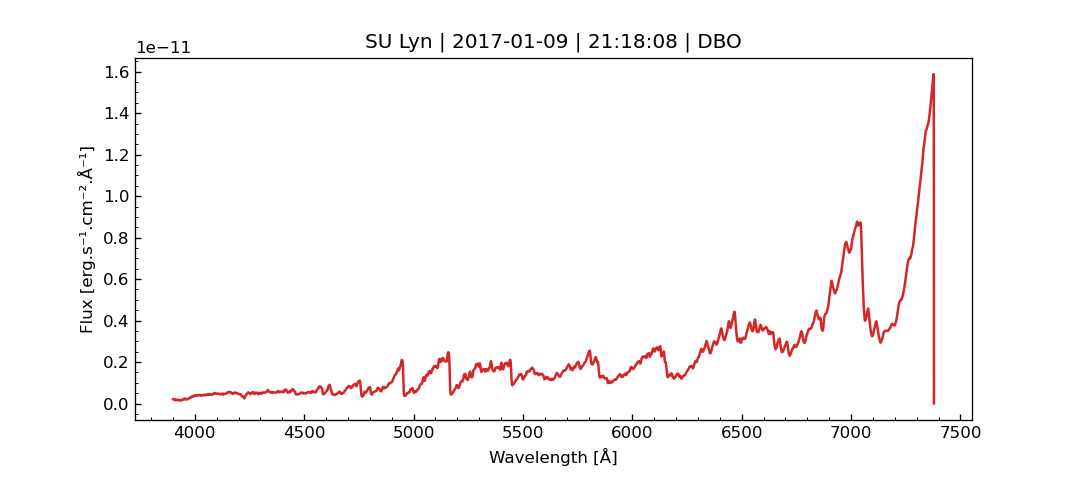 SU Lyn | 2017-01-09 | 21:18:08 | DBO
1e−11
1.6
1.4
1.2
1.0
0.8
0.6
0.4
0.2
0.0
Flux [erg.s⁻¹.cm⁻².Å⁻¹]
4000 4500 5000 5500 6000 6500 7000 7500
Wavelength [Å]